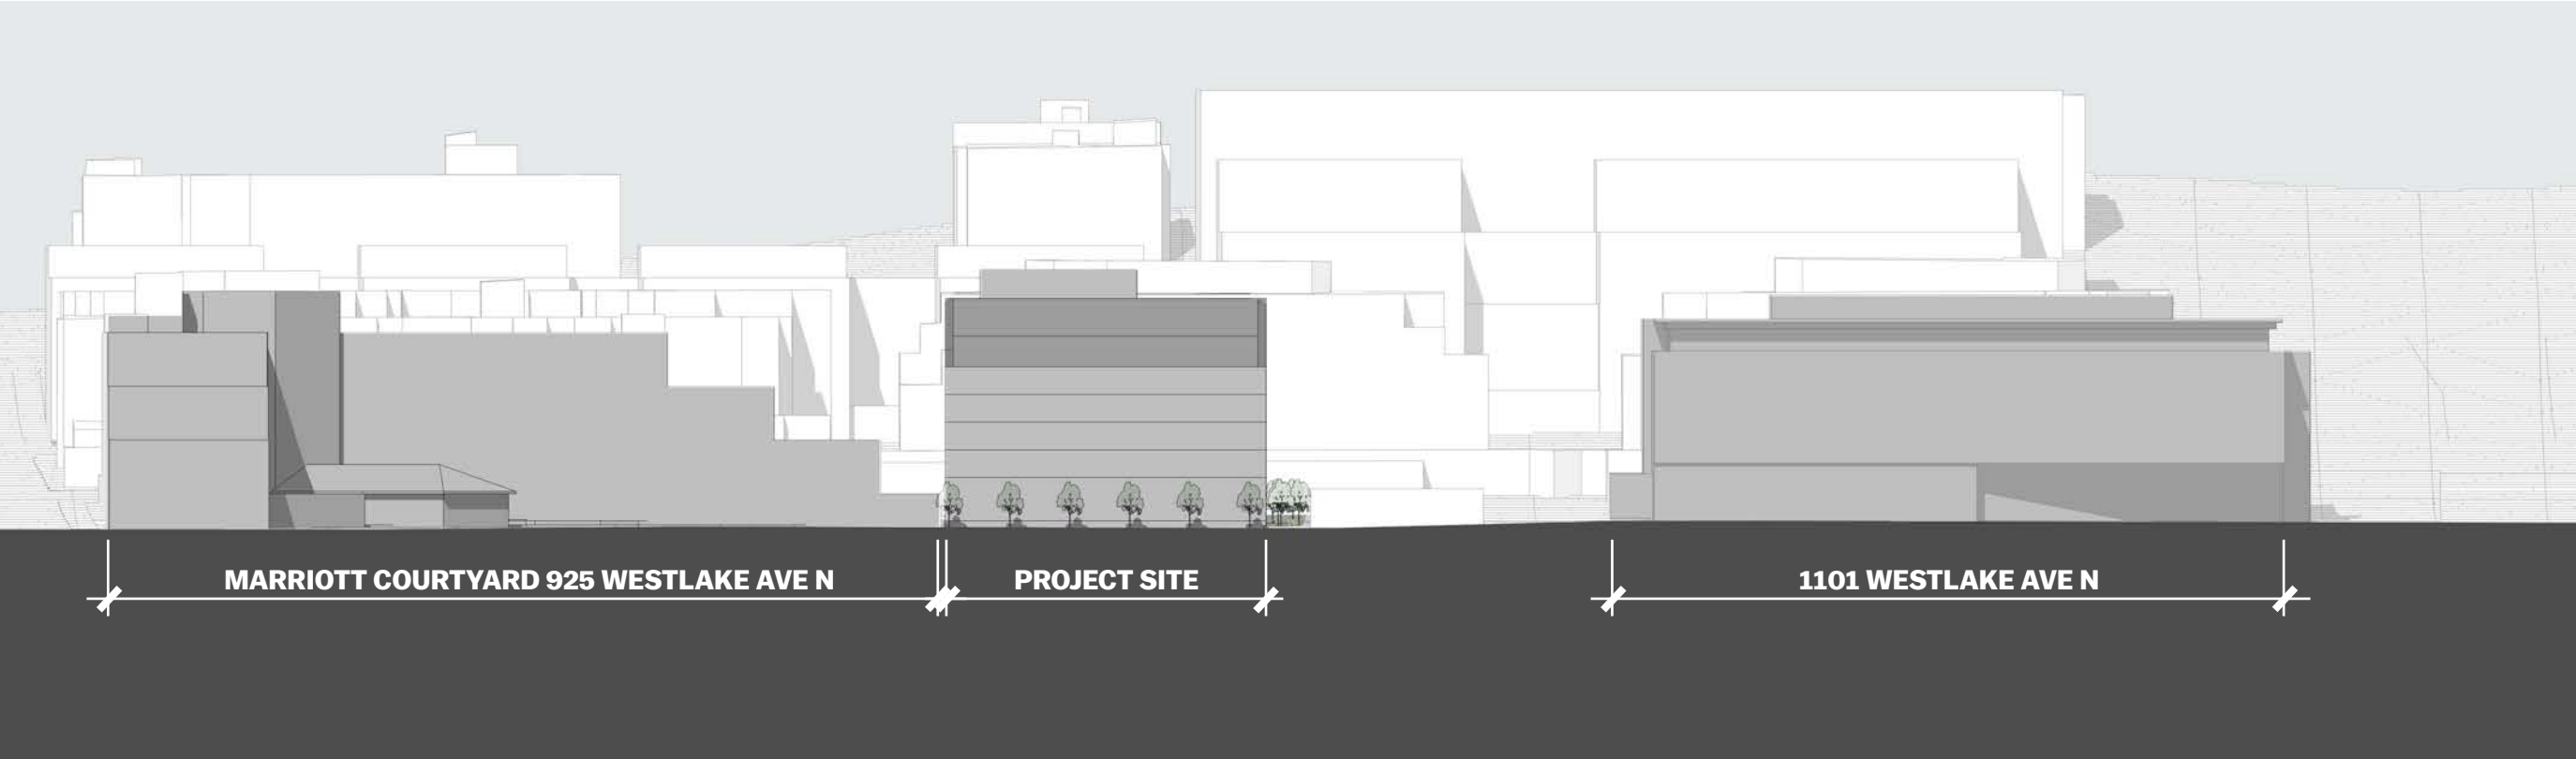 MARRIOTT COURTYARD 925 WESTLAKE AVE N
PROJECT SITE
1101 WESTLAKE AVE N